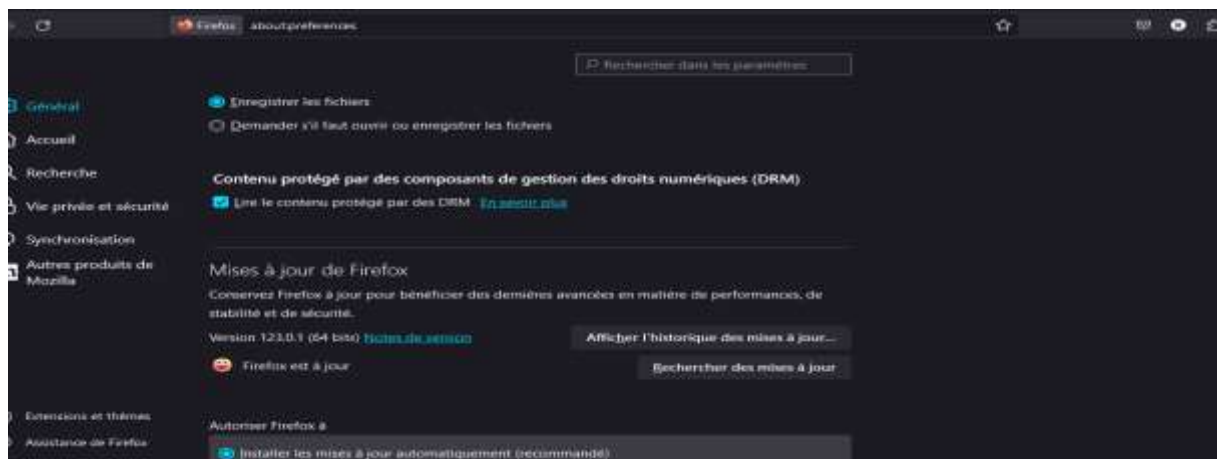 Firefox about:preferences
Rechercher dans les paramètres
Général
Accueil
Recherche
Vie privée et sécurité
Synchronisation
Autres produits de
Mozilla
Extensions et thèmes
Assistance de Firefox
Enregistrer les fichiers
Demander s'il faut ouvrir ou enregistrer les fichiers
Contenu protégé par des composants de gestion des droits numériques (DRM)
Lire le contenu protégé par des DRM En savoir plus
Mises à jour de Firefox
Conservez Firefox à jour pour bénéficier des dernières avancées en matière de performances, de
stabilité et de sécurité.
Version 123.0.1 (64 bits) Notes de version
Afficher l'historique des mises à jour...
Firefox est à jour
Rechercher des mises à jour
Autoriser Firefox à
Installer les mises à jour automatiquement (recommandé)